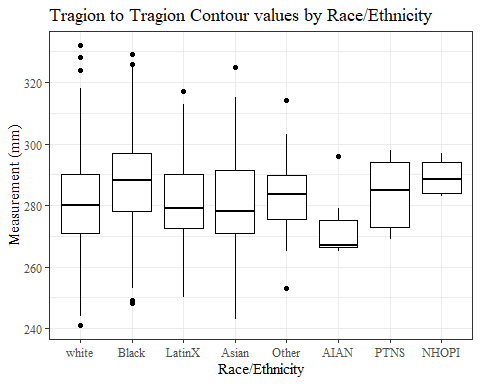 Tragion to Tragion Contour values by Race/Ethnicity
Measurement (mm)
320
300
280
260
240
white Black LatinX Asian Other AIAN PTNS NHOPI
Race/Ethnicity